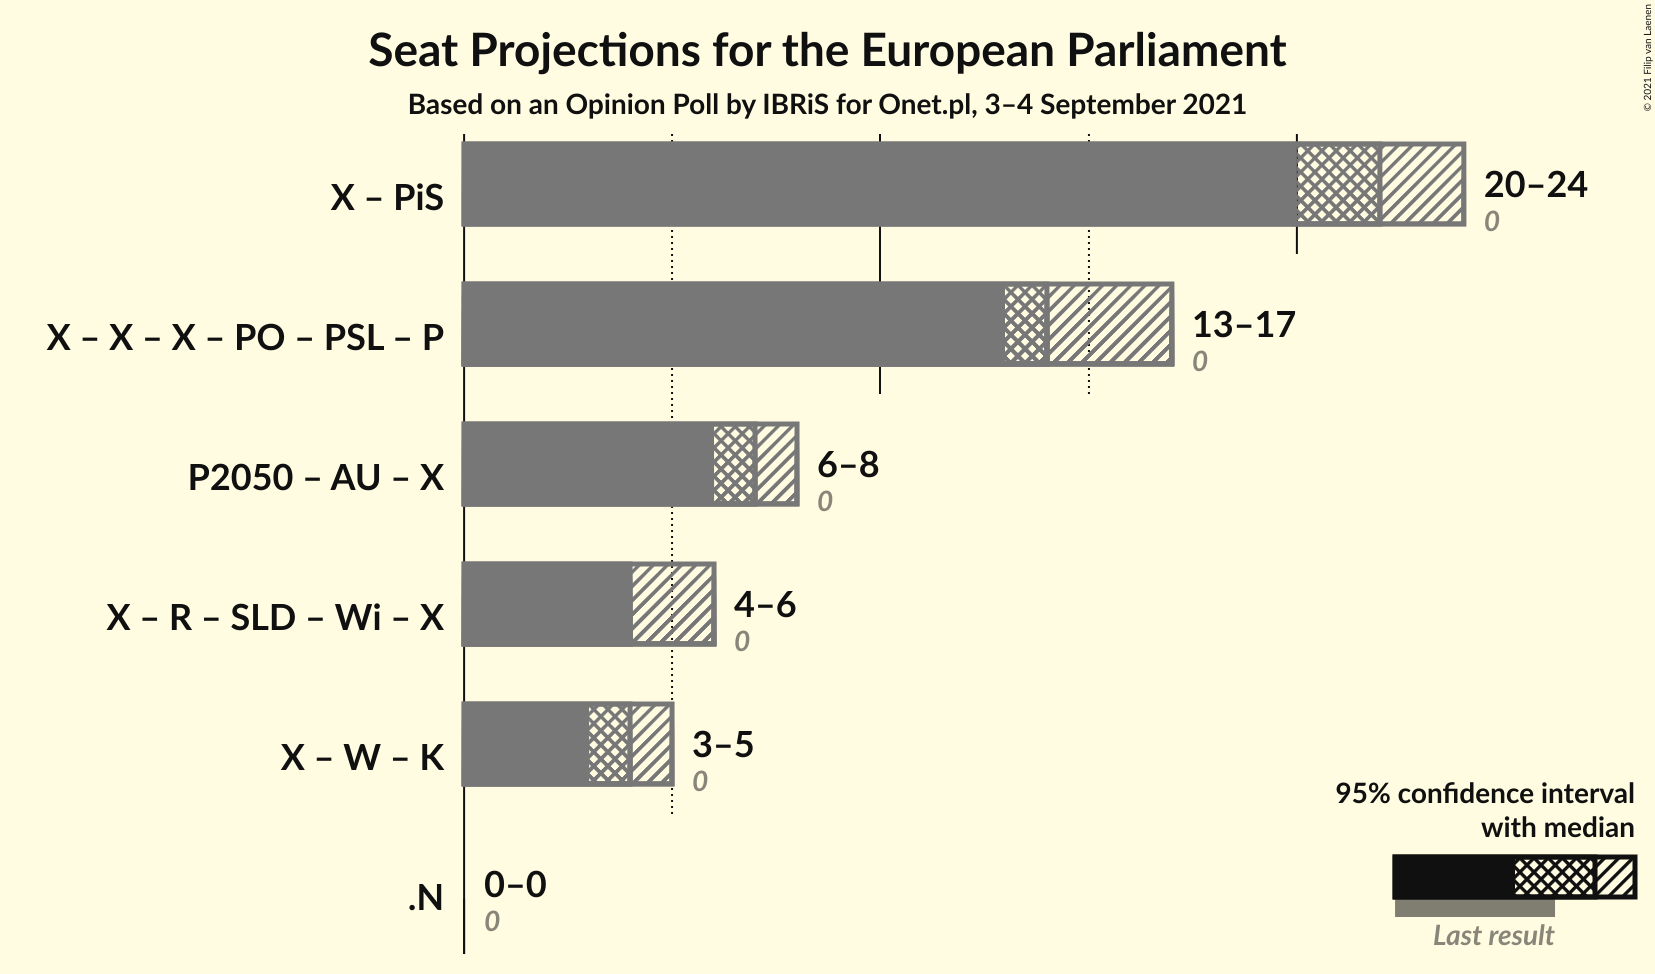 Seat Projections for the European Parliament
Based on an Opinion Poll by IBRiS for Onet.pl, 3–4 September 2021
© 2021 Filip van Laenen
X – PiS
20–24
0
X – X – X – PO – PSL – P
13–17
0
P2050 – AU – X
6–8
0
X – R – SLD – Wi – X
4–6
0
X – W – K
3–5
0
.N
0–0
0
95% confidence interval
with median
Last result